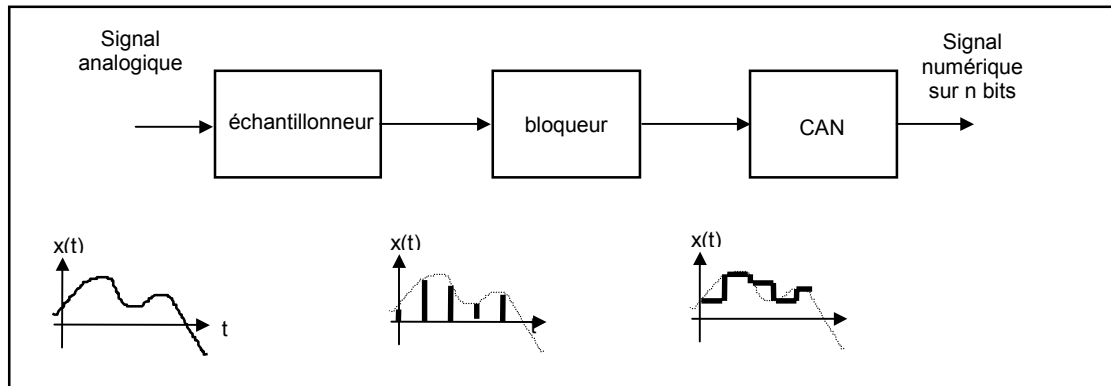 Signal
analogique
échantillonneur
bloqueur
CAN
Signal
numérique
sur n bits
x(t)
t
x(t)
t
x(t)